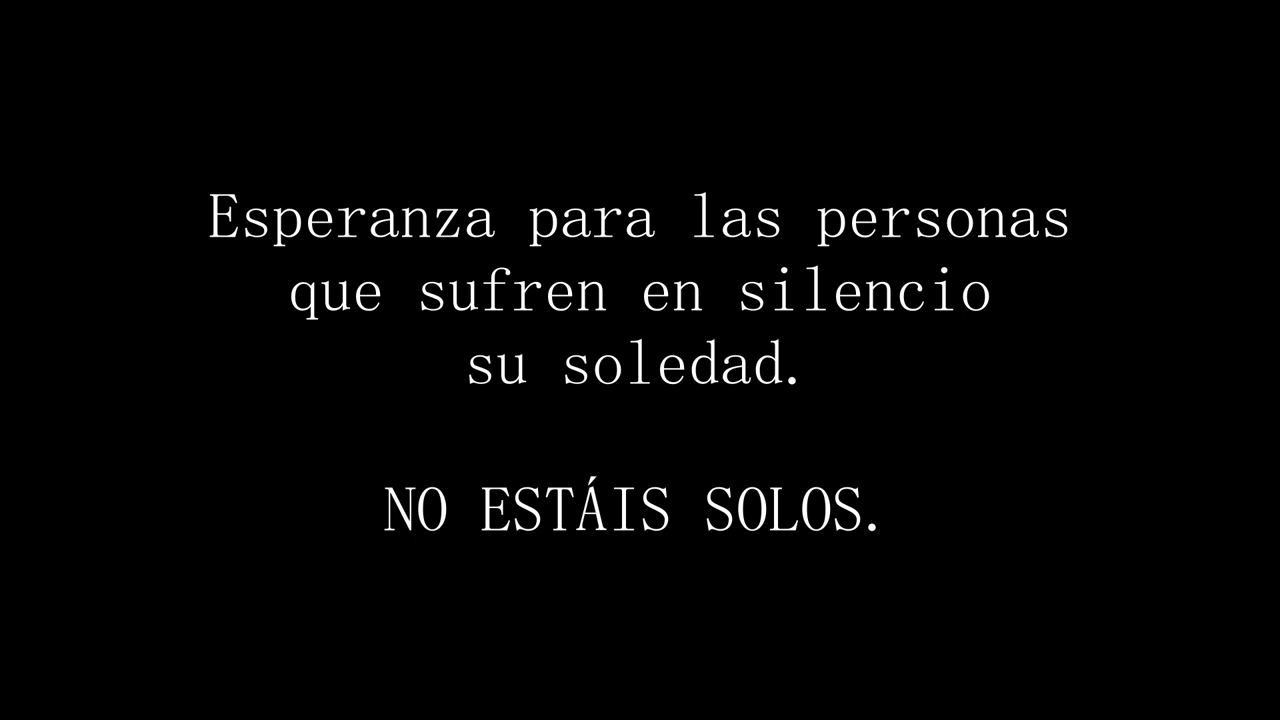 Esperanza para las personas
que sufren en silencio
su soledad.
NO ESTÁIS SOLOS.